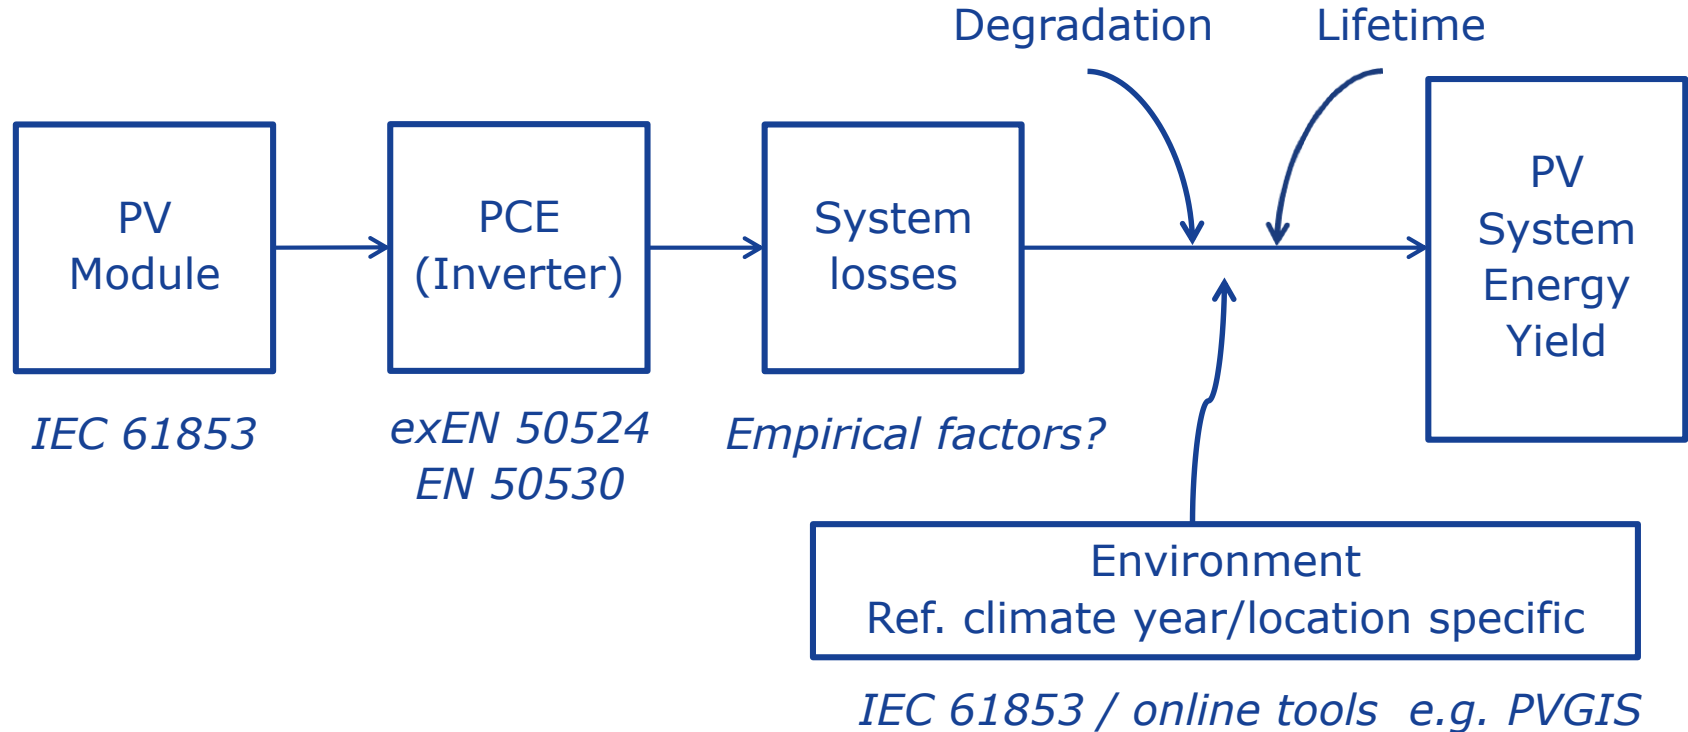 Degradation
Lifetime
PV
Module
PCE
(Inverter)
System
losses
PV
System
Energy
Yield
IEC 61853
exEN 50524
EN 50530
Empirical factors?
Environment
Ref. climate year/location specific
IEC 61853 / online tools e.g. PVGIS